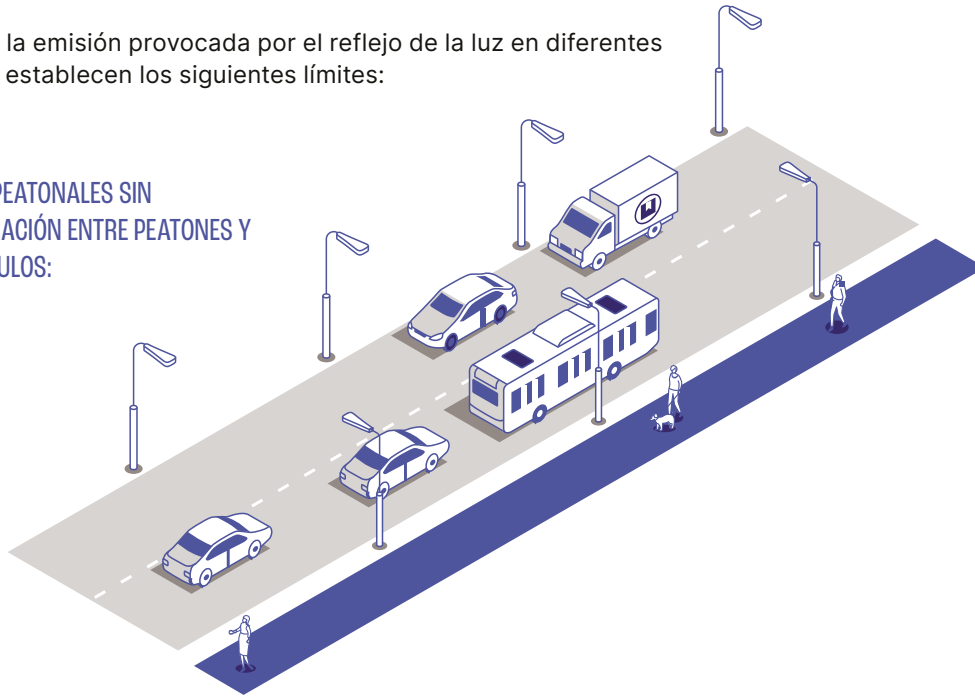 la emisión provocada por el reflejo de la luz en diferentes
establecen los siguientes límites:
PEATONALES SIN
ACIÓN ENTRE PEATONES Y
ULOS: